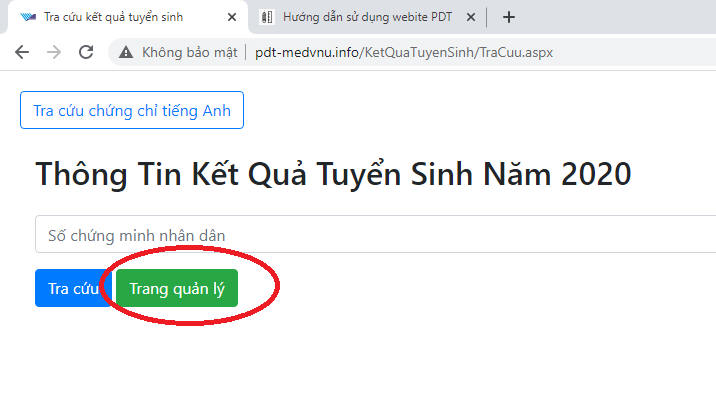 Tra cứu kết quả tuyển sinh
Hướng dẫn sử dụng webite PDT
Không bảo mật
pdt-medvnu.info/KetQuaTuyenSinh/TraCuu.aspx
Tra cứu chứng chỉ tiếng Anh
Thông Tin Kết Quả Tuyển Sinh Năm 2020
Số chứng minh nhân dân
Tra cứu Trang quản lý